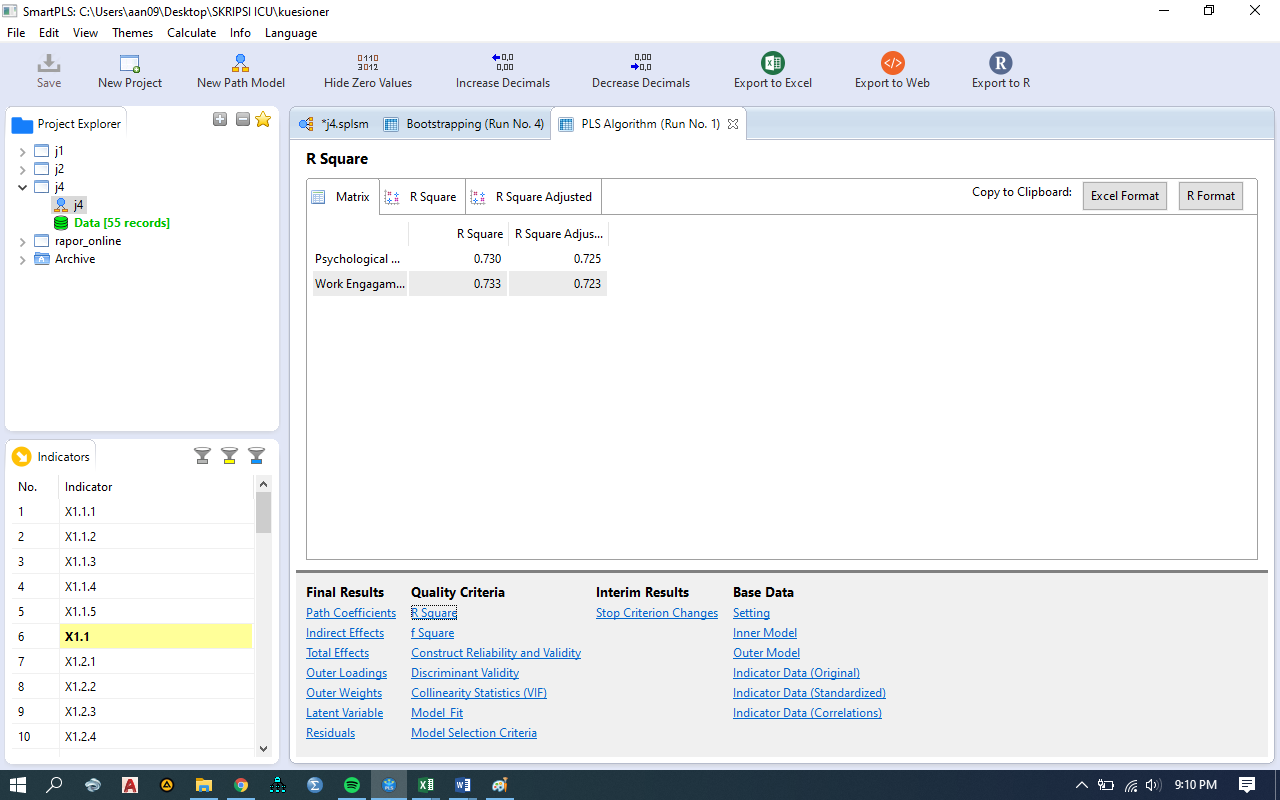 SmartPLS: C:\Users\aan09\Desktop\SKRIPSI ICU\kuesioner
File Edit View Themes Calculate Info Language
Save New Project New Path Model Hide Zero Values Increase Decimals Decrease Decimals Export to Excel Export to Web Export to R
Project Explorer
j1
j2
j4
j4
Data [55 records]
rapor_online
Archive
Indicators
No. Indicator
1 X1.1.1
2 X1.1.2
3 X1.1.3
4 X1.1.4
5 X1.1.5
6 X1.1
7 X1.2.1
8 X1.2.2
9 X1.2.3
10 X1.2.4
*j4.splsm Bootstrapping (Run No. 4) PLS Algorithm (Run No. 1)
R Square
Matrix R Square R Square Adjusted Copy to Clipboard: Excel Format R Format
R Square R Square Adjus...
Psychological ... 0.730 0.725
Work Engagam... 0.733 0.723
Final Results Quality Criteria Interim Results Base Data
Path Coefficients R Square Stop Criterion Changes Setting
Indirect Effects f Square Inner Model
Total Effects Construct Reliability and Validity Outer Model
Outer Loadings Discriminant Validity Indicator Data (Original)
Outer Weights Collinearity Statistics (VIF) Indicator Data (Standardized)
Latent Variable Model_Fit Indicator Data (Correlations)
Residuals Model Selection Criteria
9:10 PM